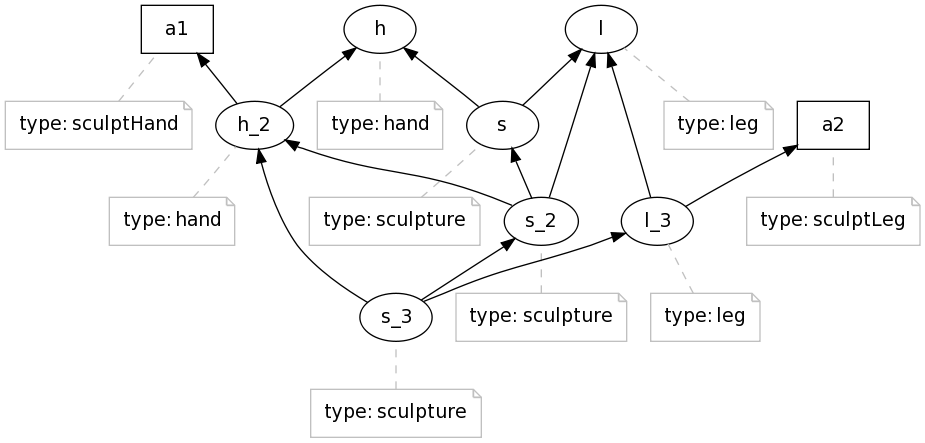 a1
h
l
type: sculptHand
h_2
type: hand
s
type: leg
a2
type: hand
type: sculpture
s_2
l_3
type: sculptLeg
s_3
type: sculpture
type: leg
type: sculpture